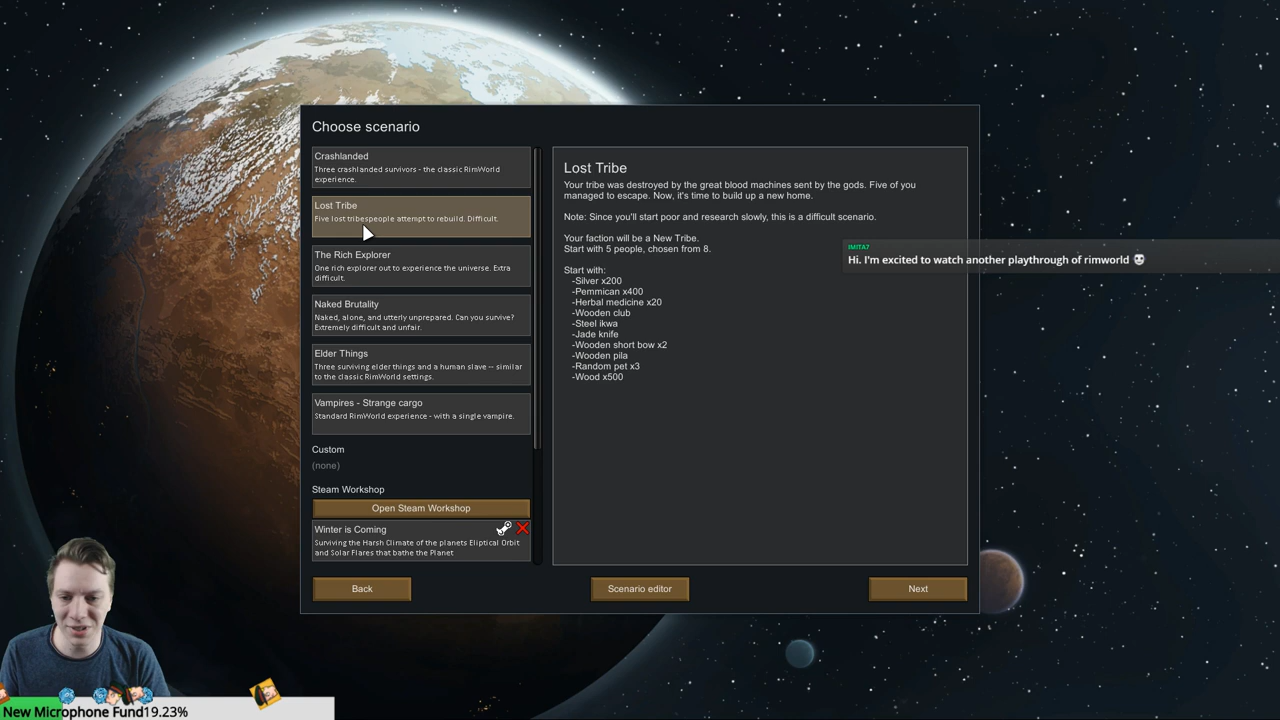 Choose scenario
Crashlanded
Three crashlanded survivors - the classic RimWorld
experience.
Lost Tribe
Five lost tribespeople attempt to rebuild. Difficult.
The Rich Explorer
One rich explorer out to experience the universe. Extra
difficult.
Naked Brutality
Naked, alone, and utterly unprepared. Can you survive?
Extremely difficult and unfair.
Elder Things
Three surviving elder things and a human slave -- similar
to the classic RimWorld settings.
Vampires - Strange cargo
Standard RimWorld experience - with a single vampire.
Custom
(none)
Steam Workshop
Open Steam Workshop
Winter is Coming
Surviving the Harsh Climate of the planets Eliptical Orbit
and Solar Flares that bathe the Planet
Lost Tribe
Your tribe was destroyed by the great blood machines sent by the gods. Five of you
managed to escape. Now, it's time to build up a new home.
Note: Since you'll start poor and research slowly, this is a difficult scenario.
Your faction will be a New Tribe.
Start with 5 people, chosen from 8.
Start with:
-Silver x200
-Pemmican x400
-Herbal medicine x20
-Wooden club
-Steel ikwa
-Jade knife
-Wooden short bow x2
-Wooden pila
-Random pet x3
-Wood x500
IMITA7
Hi. I'm excited to watch another playthrough of rimworld 💀
Back
Scenario editor
Next
New Microphone Fund19.23%